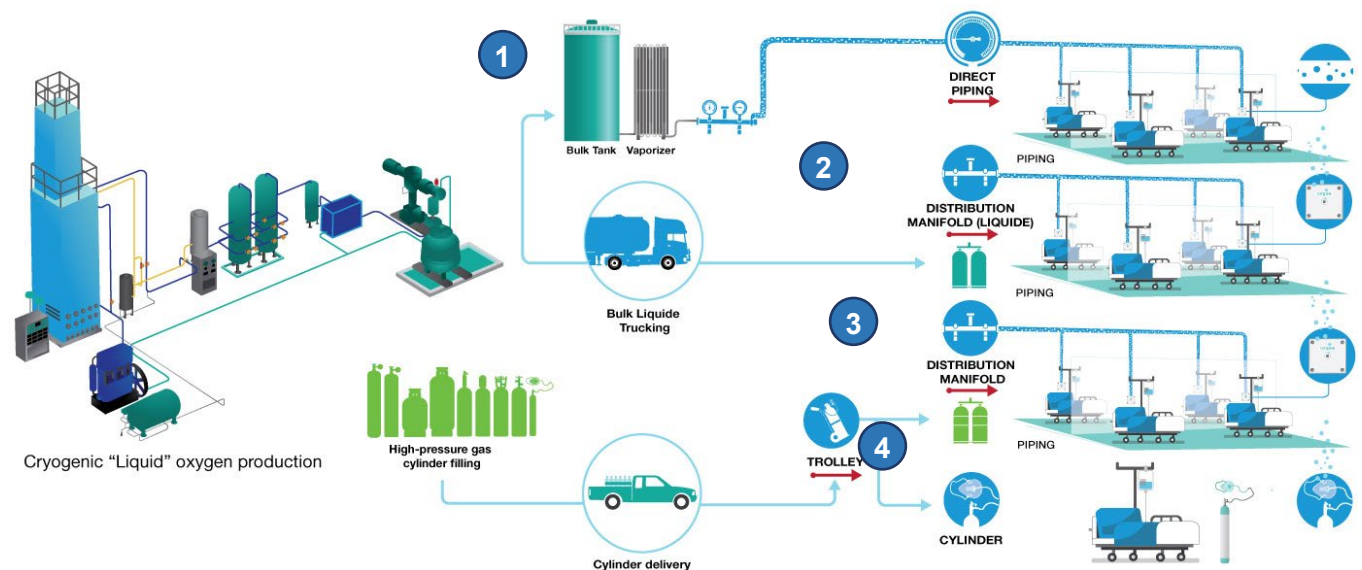 1
Bulk Tank
Vaporizer
DIRECT
PIPING
PIPING
2
DISTRIBUTION
MANIFOLD (LIQUIDE)
PIPING
Bulk Liquide
Trucking
3
DISTRIBUTION
MANIFOLD
PIPING
High-pressure gas
cylinder filling
Cryogenic “Liquid” oxygen production
TROLLEY
4
CYLINDER
Cylinder delivery